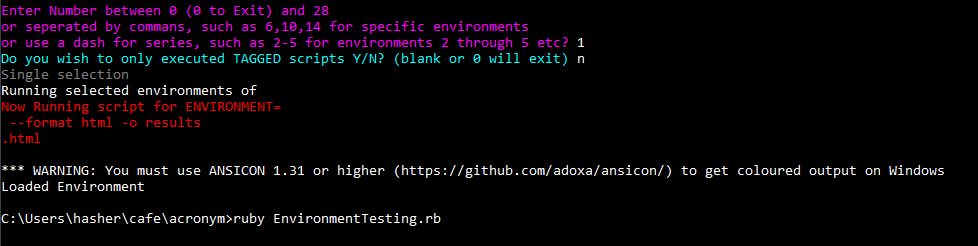 Enter Number between 0 (0 to Exit) and 28
or seperated by commans, such as 6,10,14 for specific environments
or use a dash for series, such as 2-5 for environments 2 through 5 etc? 1
Do you wish to only executed TAGGED scripts Y/N? (blank or 0 will exit) n
Single selection
Running selected environments of
Now Running script for ENVIRONMENT=
--format html -o results
.html
*** WARNING: You must use ANSICON 1.31 or higher (https://github.com/adoxa/ansicon/) to get coloured output on Windows
Loaded Environment
C:\Users\hasher\cafe\acronym>ruby EnvironmentTesting.rb